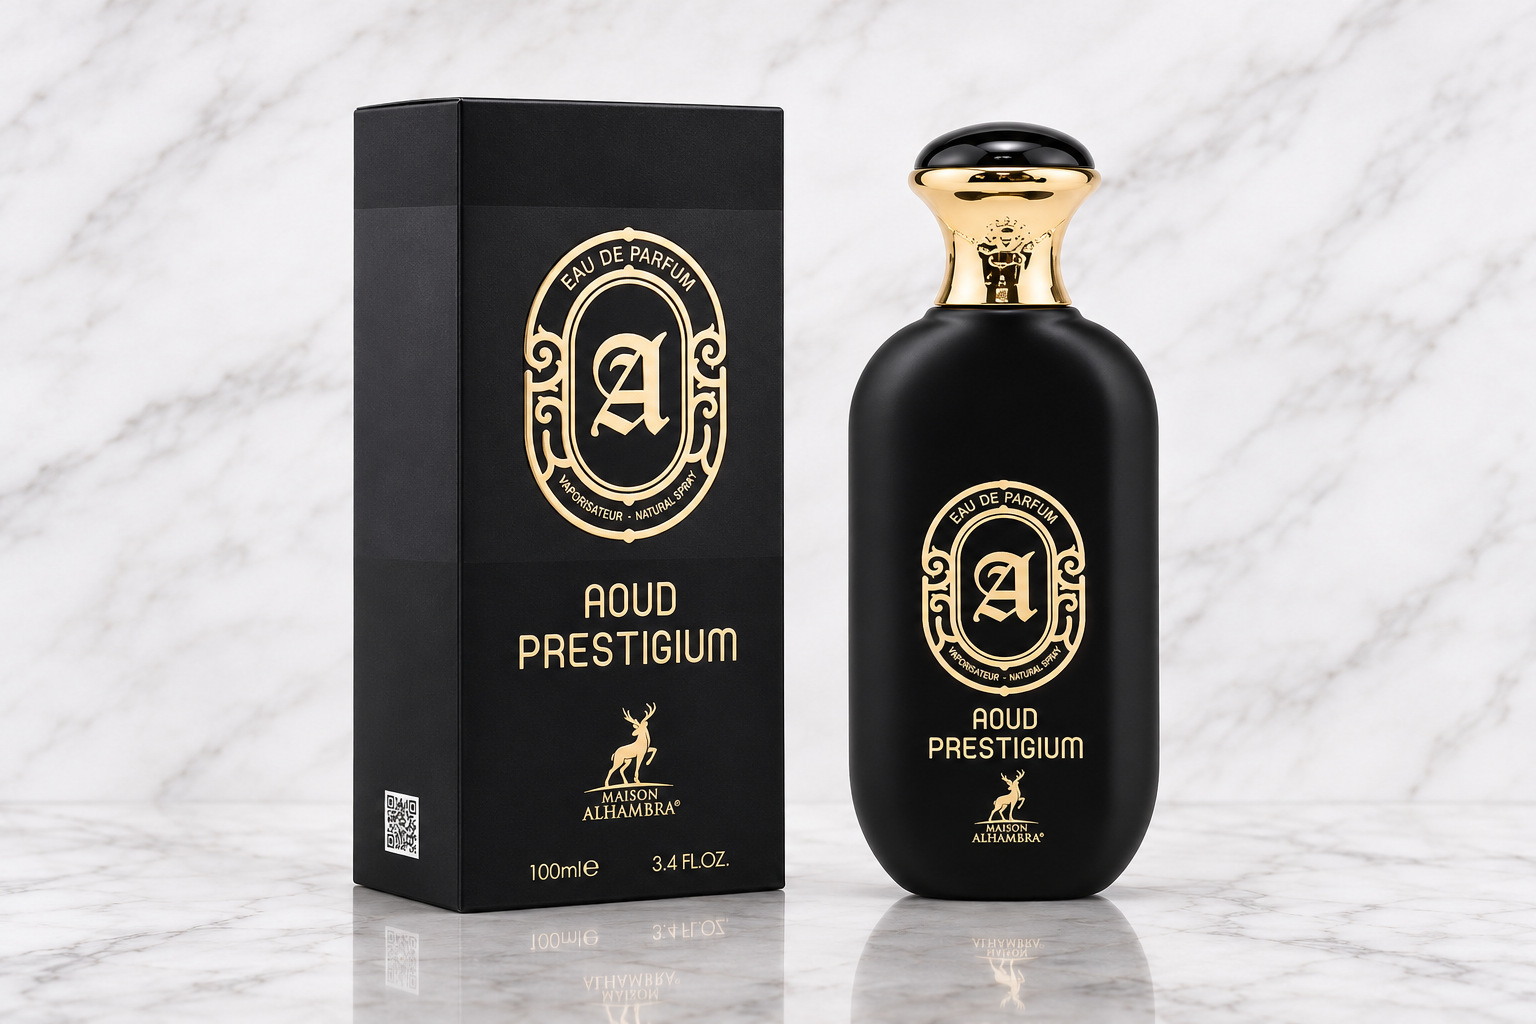 EAU DE PARFUM
A
VAPORISATEUR - NATURAL SPRAY
AOUD
PRESTIGIUM
MAISON
ALHAMBRA®
100ml℮
3.4 FL.OZ.
EAU DE PARFUM
A
VAPORISATEUR - NATURAL SPRAY
AOUD
PRESTIGIUM
MAISON
ALHAMBRA®